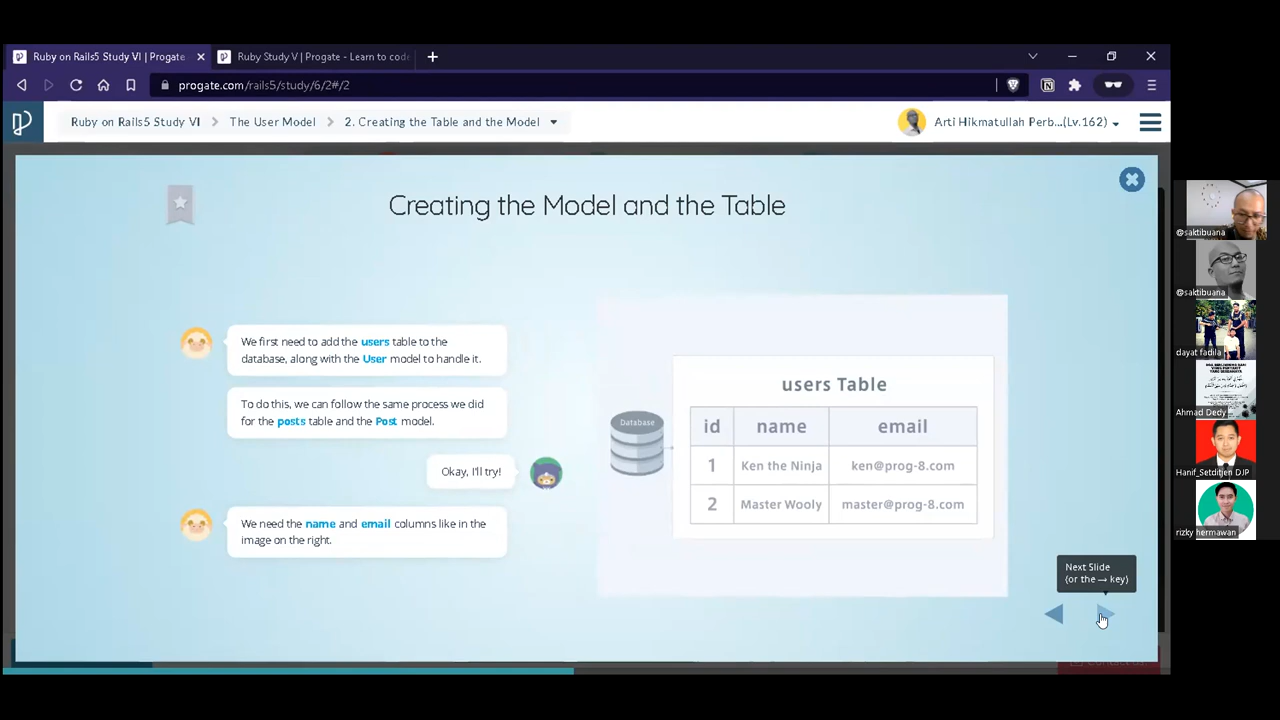 Ruby on Rails5 Study VI | Progate
Ruby Study V | Progate - Learn to code
progate.com/rails5/study/6/2#/2
Ruby on Rails5 Study VI
The User Model
2. Creating the Table and the Model
Arti Hikmatullah Perb...(Lv.162)
Creating the Model and the Table
We first need to add the users table to the
database, along with the User model to handle it.
To do this, we can follow the same process we did
for the posts table and the Post model.
Okay, I'll try!
We need the name and email columns like in the
image on the right.
Database
users Table
id name email
1 Ken the Ninja ken@prog-8.com
2 Master Wooly master@prog-8.com
Next Slide
(or the → key)
Contact Us
@saktibuana
@saktibuana
dayat fadila
Ahmad Dedy
Hanif_Setditjen DJP
rizky hermawan